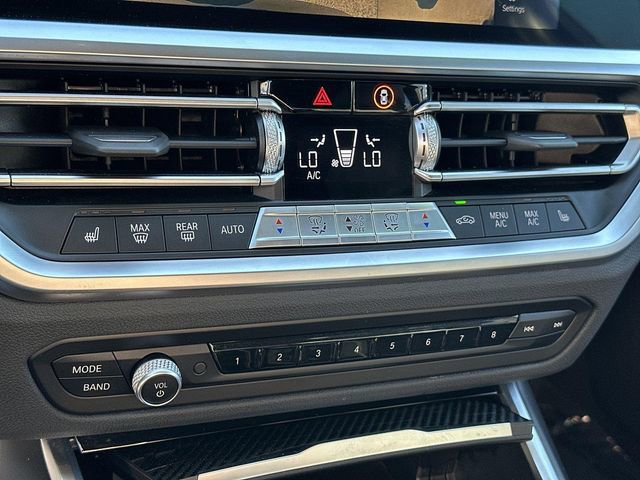 Settings
LO LO
A/C
MAX REAR AUTO MENU A/C MAX A/C
MODE
BAND
VOL
1 2 3 4 5 6 7 8